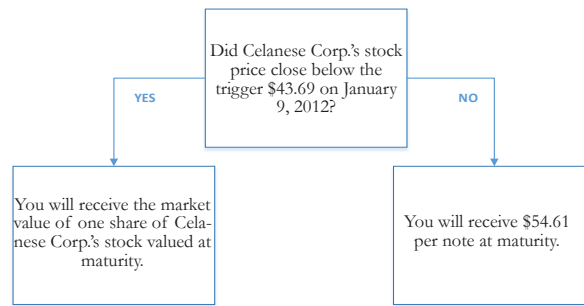 Did Celanese Corp.'s stock
price close below the
trigger $43.69 on January
9, 2012?
YES
NO
You will receive the market
value of one share of Cela-
nese Corp.'s stock valued at
maturity.
You will receive $54.61
per note at maturity.